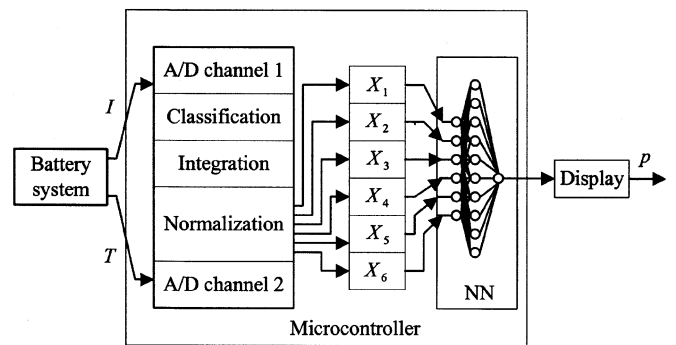 A/D channel 1
Classification
Integration
Normalization
A/D channel 2
Battery
system
I
T
X₁
X₂
X₃
X₄
X₅
X₆
NN
Display
p
Microcontroller